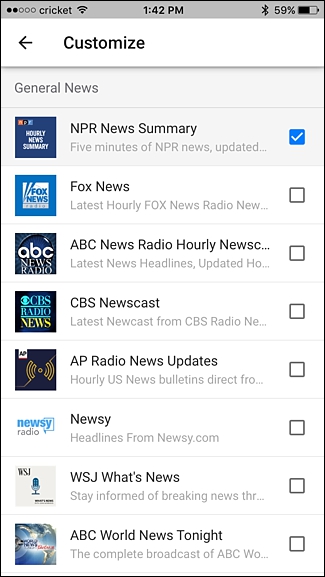 cricket 1:42 PM 59%
Customize
General News
NPR
HOURLY
NEWS
SUMMARY
NPR News Summary
Five minutes of NPR news, updated...
FOX
NEWS
radio
Fox News
Latest Hourly FOX News Radio New...
abc
NEWS
RADIO
ABC News Radio Hourly Newsc...
Latest News Headlines, Updated Ho...
CBS
RADIO
NEWS
CBS Newscast
Latest Newcast from CBS Radio Ne...
AP
AP Radio News Updates
Hourly US News bulletins direct fro...
newsy
radio
Newsy
Headlines From Newsy.com
WSJ
WSJ What's News
Stay informed of breaking news thr...
WORLD
NEWS
ABC World News Tonight
The complete broadcast of ABC Wo...